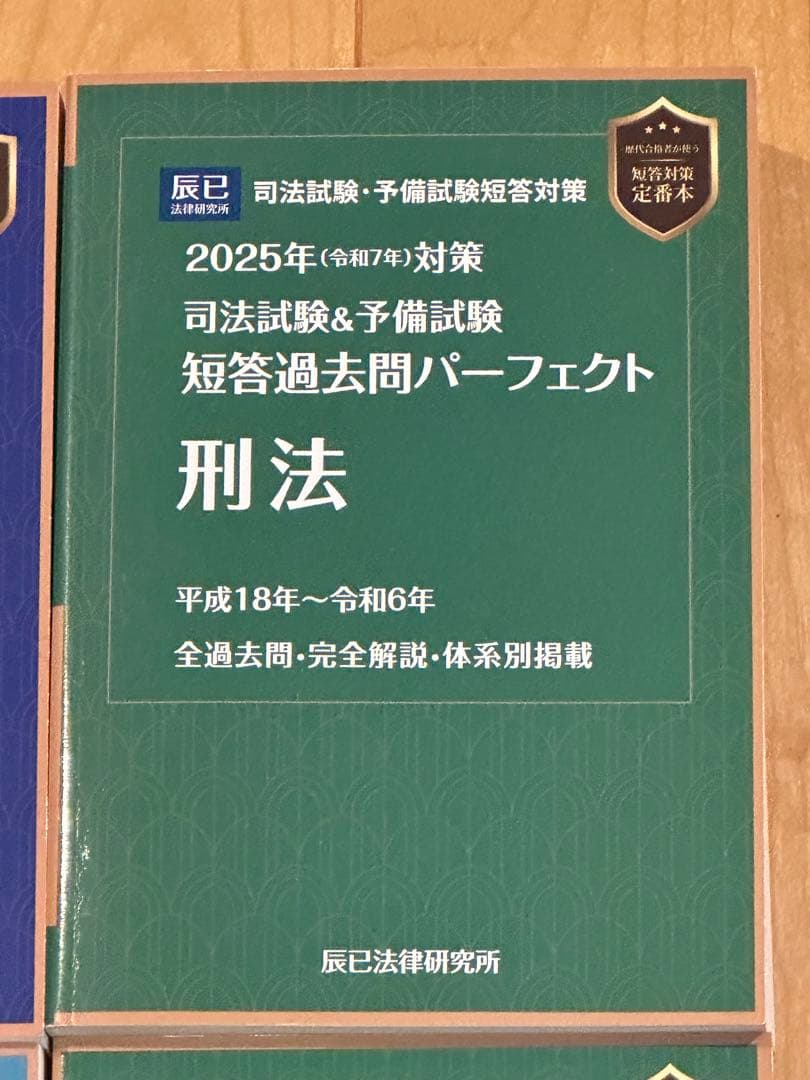 歴代合格者が使う
短答対策
定番本
辰已
法律研究所
司法試験・予備試験短答対策
2025年(令和7年)対策
司法試験&予備試験
短答過去問パーフェクト
刑法
平成18年〜令和6年
全過去問・完全解説・体系別掲載
辰已法律研究所